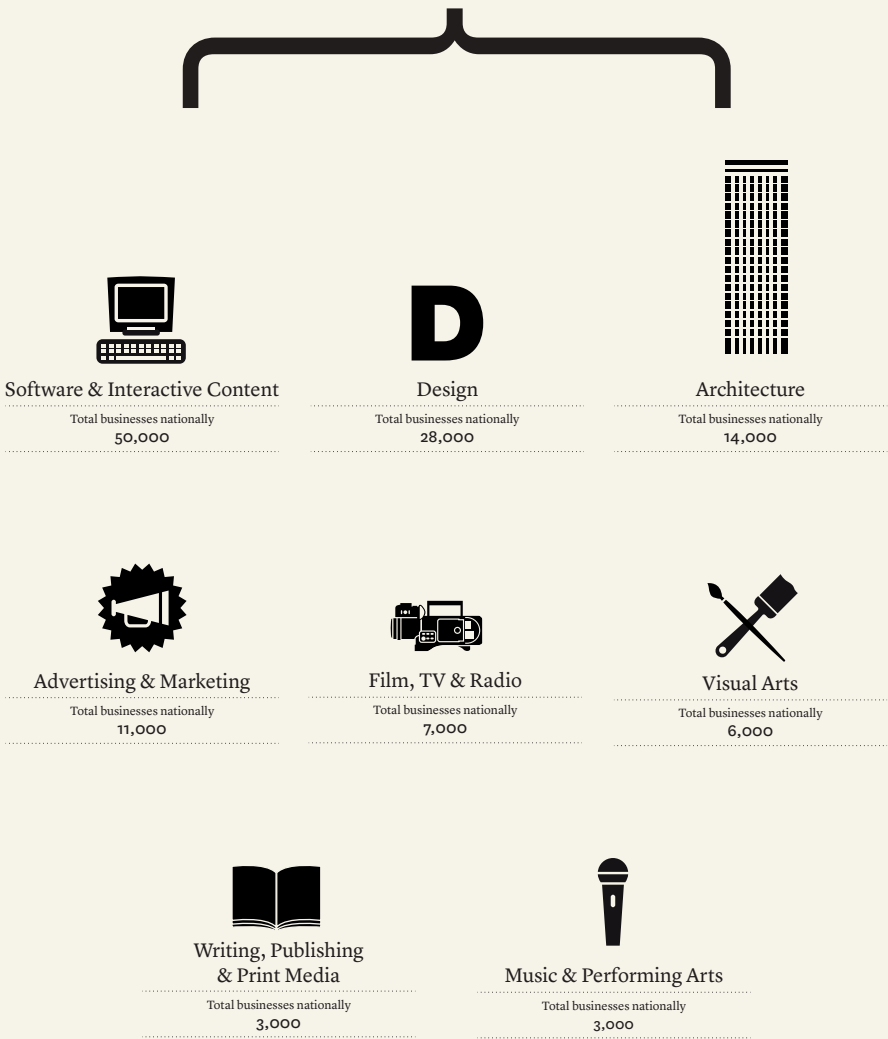 D
Software & Interactive Content
Total businesses nationally
50,000
Design
Total businesses nationally
28,000
Architecture
Total businesses nationally
14,000
Advertising & Marketing
Total businesses nationally
11,000
Film, TV & Radio
Total businesses nationally
7,000
Visual Arts
Total businesses nationally
6,000
Writing, Publishing
& Print Media
Total businesses nationally
3,000
Music & Performing Arts
Total businesses nationally
3,000